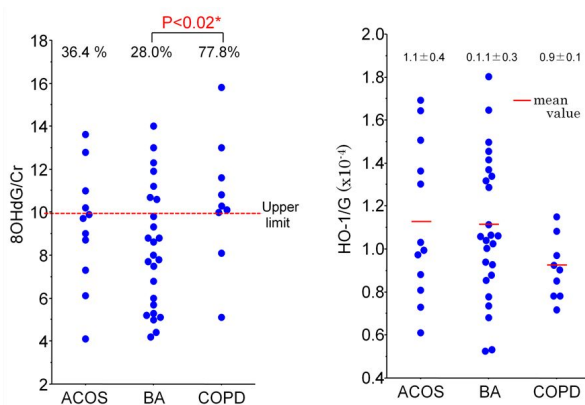 P<0.02*
36.4 % 28.0% 77.8%
18
16
14
12
10
8
6
4
2
8OHdG/Cr
Upper
limit
ACOS BA COPD
1.1±0.4 0.1.1±0.3 0.9±0.1
2.0
1.8
1.6
1.4
1.2
1.0
0.8
0.6
0.4
HO-1/G (x10⁻⁴)
mean
value
ACOS BA COPD